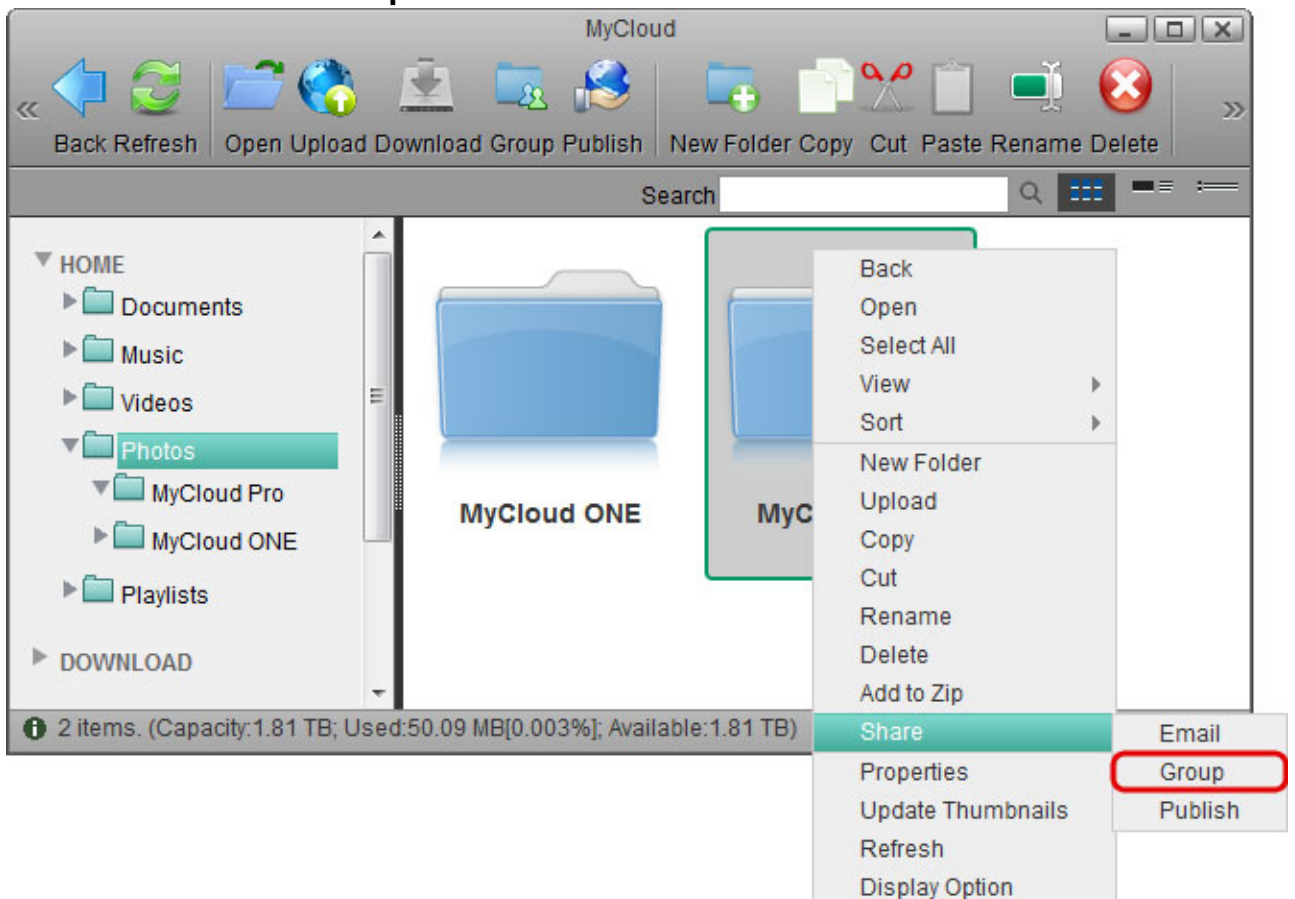 MyCloud
Back Refresh Open Upload Download Group Publish New Folder Copy Cut Paste Rename Delete
Search
HOME
Documents
Music
Videos
Photos
MyCloud Pro
MyCloud ONE
Playlists
DOWNLOAD
MyCloud ONE
MyC
Back
Open
Select All
View
Sort
New Folder
Upload
Copy
Cut
Rename
Delete
Add to Zip
Share
Properties
Update Thumbnails
Refresh
Display Option
Email
Group
Publish
2 items. (Capacity:1.81 TB; Used:50.09 MB[0.003%]; Available:1.81 TB)